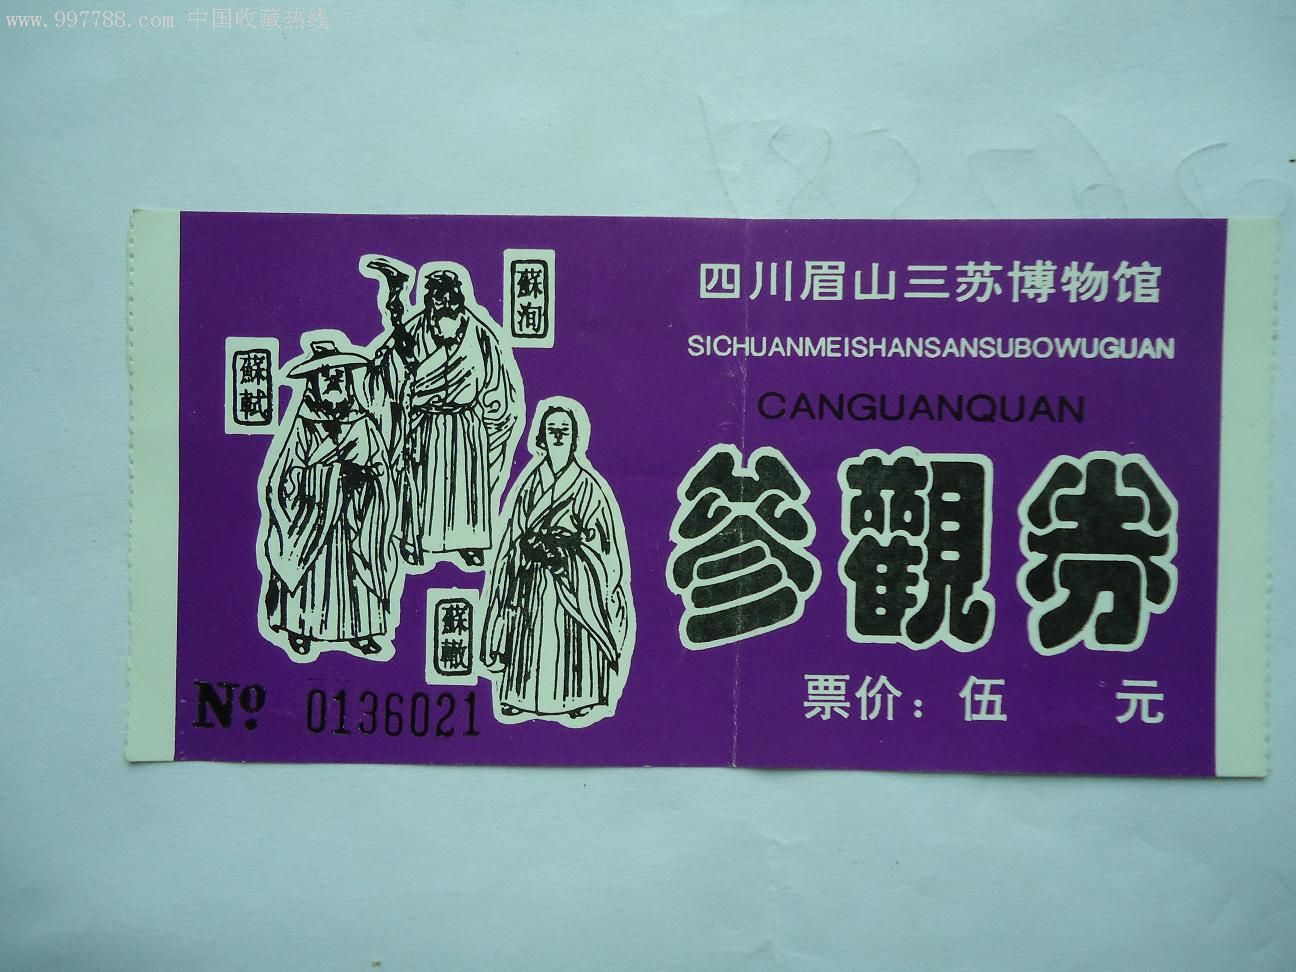 www.997788.com 中国收藏热线
四川眉山三苏博物馆
SICHUANMEISHANSANSUBOWUGUAN
CANGUANQUAN
參觀券
票价：伍 元
蘇洵
蘇軾
蘇轍
Nº 0136021